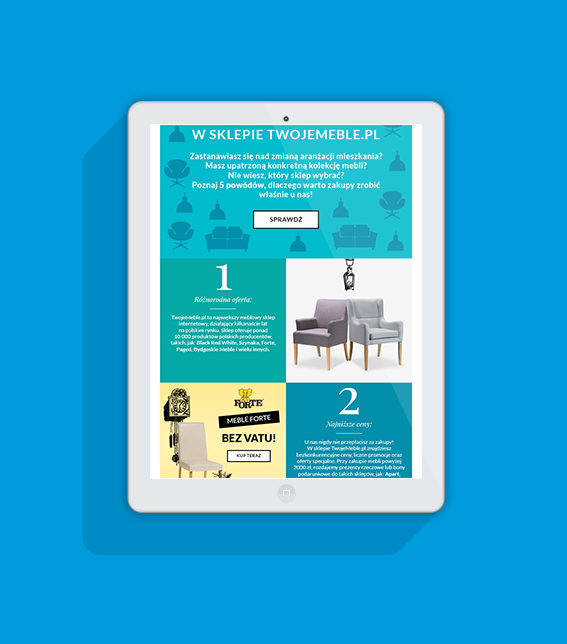 W SKLEPIE TWOJEMEBLE.PL
Zastanawiasz się nad zmianą aranżacji mieszkania?
Masz upatrzoną konkretną kolekcję mebli?
Nie wiesz, który sklep wybrać?
Poznaj 5 powódów, dlaczego warto zakupy zrobić
właśnie u nas!
SPRAWDŹ
1
Różnorodna oferta:
TwojeMeble.pl to największy meblowy sklep
internetowy, działający kilkanaście lat
na polskim rynku. Sklep oferuje ponad
10 000 produktów polskich producentów,
takich, jak: Black Red White, Szynaka, Forte,
Paged, Bydgoskie Meble i wielu innych.
FORTE
MEBLE FORTE
BEZ VATU!
KUP TERAZ
2
Najniższe ceny:
U nas nigdy nie przepłacisz za zakupy!
W sklepie TwojeMeble.pl znajdziesz
bezkonkurencyjne ceny, liczne promocje oraz
oferty specjalne. Przy zakupie mebli powyżej
2000 zł, rozdajemy prezenty rzeczowe lub bony
podarunkowe do takich sklepów, jak: Apart,